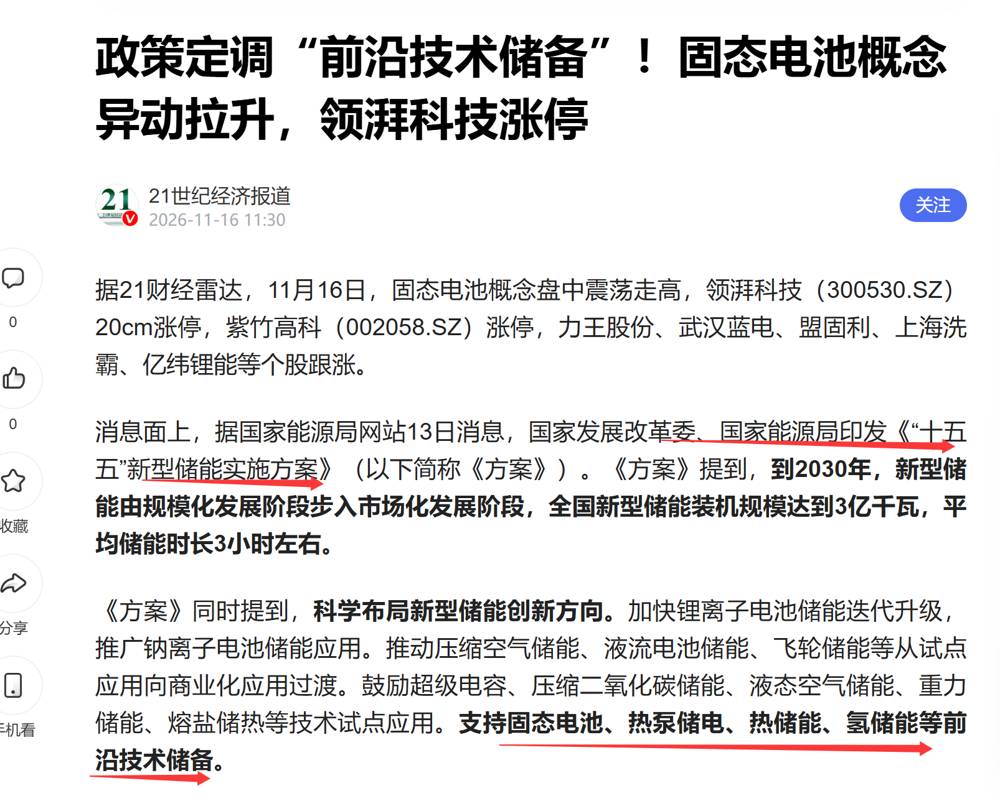 政策定调“前沿技术储备”！固态电池概念
异动拉升，领湃科技涨停
21
21世纪经济报道
2026-11-16 11:30
关注
据21财经雷达，11月16日，固态电池概念盘中震荡走高，领湃科技（300530.SZ）
20cm涨停，紫竹高科（002058.SZ）涨停，力王股份、武汉蓝电、盟固利、上海洗
霸、亿纬锂能等个股跟涨。
0
0
收藏
分享
手机看
消息面上，据国家能源局网站13日消息，国家发展改革委、国家能源局印发《“十五
五”新型储能实施方案》（以下简称《方案》）。《方案》提到，到2030年，新型储
能由规模化发展阶段步入市场化发展阶段，全国新型储能装机规模达到3亿千瓦，平
均储能时长3小时左右。
《方案》同时提到，科学布局新型储能创新方向。加快锂离子电池储能迭代升级，
推广钠离子电池储能应用。推动压缩空气储能、液流电池储能、飞轮储能等从试点
应用向商业化应用过渡。鼓励超级电容、压缩二氧化碳储能、液态空气储能、重力
储能、熔盐储热等技术试点应用。支持固态电池、热泵储电、热储能、氢储能等前
沿技术储备。